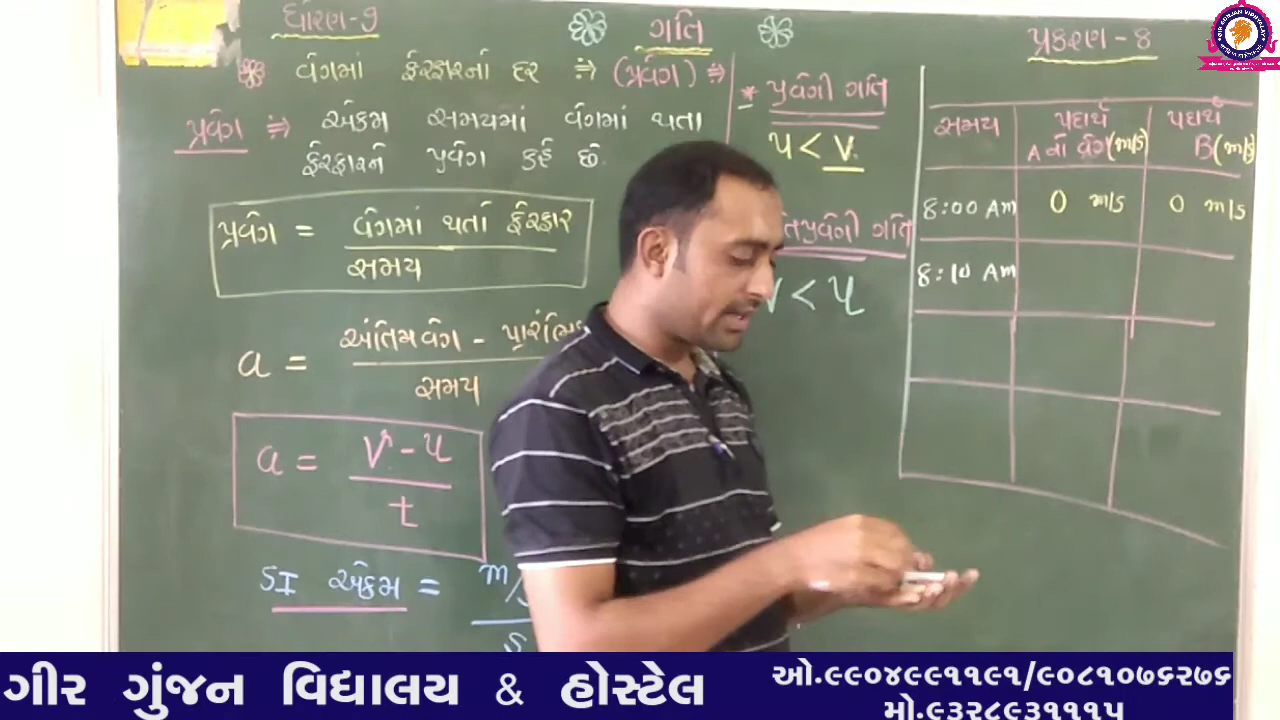 ધોરણ-9
ગતિ
પ્રકરણ-8
વેગમાં ફેરફારનો દર ⇒ (પ્રવેગ) ⇒
પ્રવેગ ⇒ એકમ સમયમાં વેગમાં થતા
ફેરફારને પ્રવેગ કહે છે.
પ્રવેગ = વેગમાં થતો ફેરફાર
સમય
a = અંતિમવેગ -
સમય
a = v - u
t
SI એકમ = m/
s
* પ્રવેગી ગતિ
u < v.
પ્રવેગી ગતિ
v < u
સમય પદાર્થ A નો વેગ (m/s) પદાર્થ B (m/s)
8:00 Am 0 m/s 0 m/s
8:10 Am
ગીર ગુંજન વિદ્યાલય & હોસ્ટેલ
ઓ.૯૯૦૪૯૯૧૧૯૧/૯૦૮૧૦૭૬૨૭૬
મો.૯૩૨૮૯૩૧૧૧૫